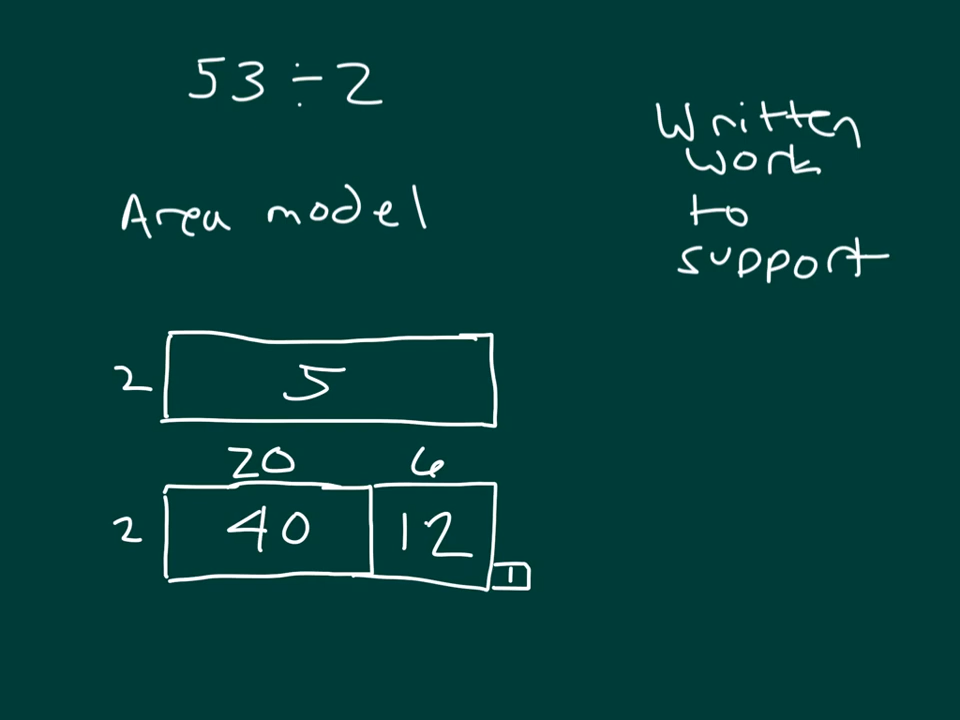 53 ÷ 2
Written
work
to
support
Area model
2 5
20 6
2 40 12
1